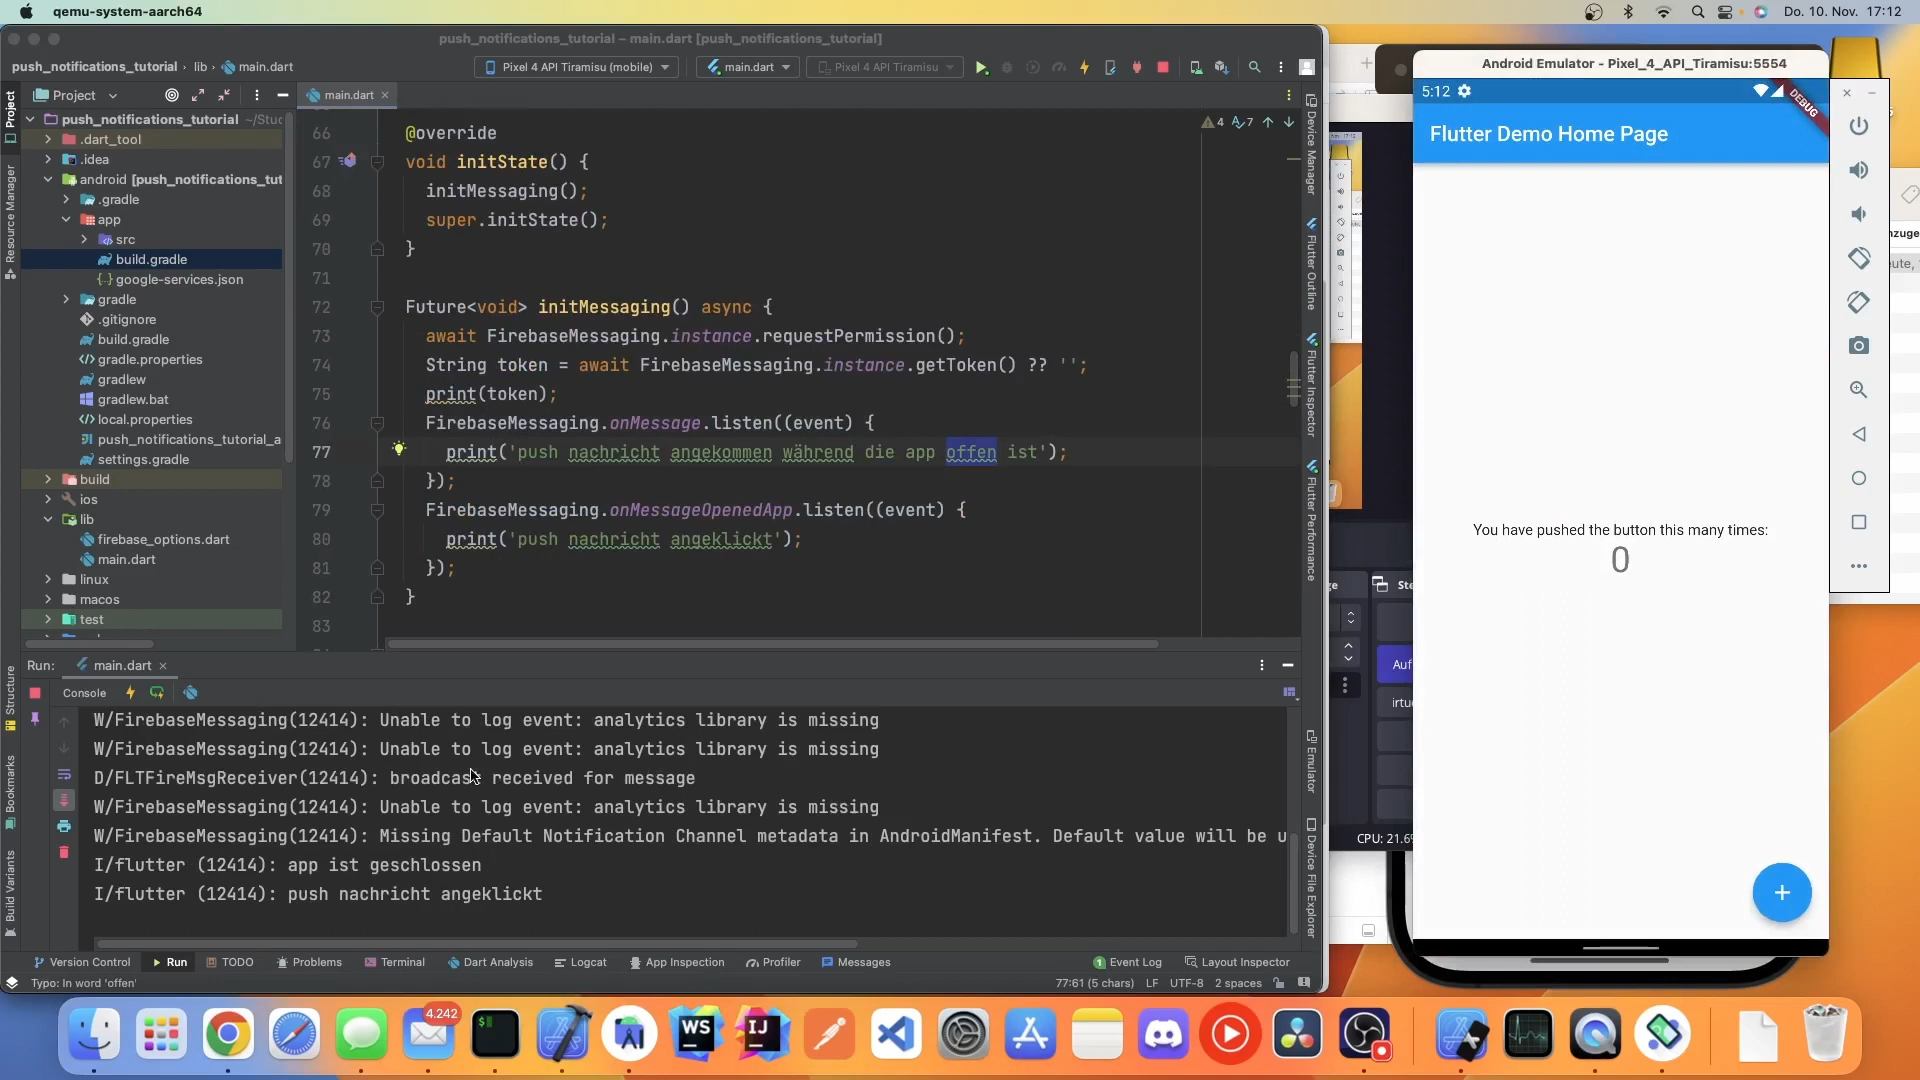 qemu-system-aarch64
Do. 10. Nov. 17:12
push_notifications_tutorial – main.dart [push_notifications_tutorial]
push_notifications_tutorial
lib
main.dart
Pixel 4 API Tiramisu (mobile)
main.dart
Pixel 4 API Tiramisu
Project
main.dart
push_notifications_tutorial ~/Stud
.dart_tool
.idea
android [push_notifications_tut
.gradle
app
src
build.gradle
google-services.json
gradle
.gitignore
build.gradle
gradle.properties
gradlew
gradlew.bat
local.properties
push_notifications_tutorial_a
settings.gradle
build
ios
lib
firebase_options.dart
main.dart
linux
macos
test
Project
Resource Manager
Structure
Bookmarks
Build Variants
4 7
66 @override
67 void initState() {
68 initMessaging();
69 super.initState();
70 }
71
72 Future<void> initMessaging() async {
73 await FirebaseMessaging.instance.requestPermission();
74 String token = await FirebaseMessaging.instance.getToken() ?? '';
75 print(token);
76 FirebaseMessaging.onMessage.listen((event) {
77 print('push nachricht angekommen während die app offen ist');
78 });
79 FirebaseMessaging.onMessageOpenedApp.listen((event) {
80 print('push nachricht angeklickt');
81 });
82 }
83
Device Manager
Flutter Outline
Flutter Inspector
Flutter Performance
Emulator
Device File Explorer
Run:
main.dart
Console
W/FirebaseMessaging(12414): Unable to log event: analytics library is missing
W/FirebaseMessaging(12414): Unable to log event: analytics library is missing
D/FLTFireMsgReceiver(12414): broadcast received for message
W/FirebaseMessaging(12414): Unable to log event: analytics library is missing
W/FirebaseMessaging(12414): Missing Default Notification Channel metadata in AndroidManifest. Default value will be u
I/flutter (12414): app ist geschlossen
I/flutter (12414): push nachricht angeklickt
Version Control
Run
TODO
Problems
Terminal
Dart Analysis
Logcat
App Inspection
Profiler
Messages
1 Event Log
Layout Inspector
Typo: In word 'offen'
77:61 (5 chars)
LF
UTF-8
2 spaces
Android Emulator - Pixel_4_API_Tiramisu:5554
5:12
DEBUG
Flutter Demo Home Page
You have pushed the button this many times:
0
+
nzuge
eute,
ge
Ste
Auf
irtue
CPU: 21.6%
4.242
$
WS
IJ